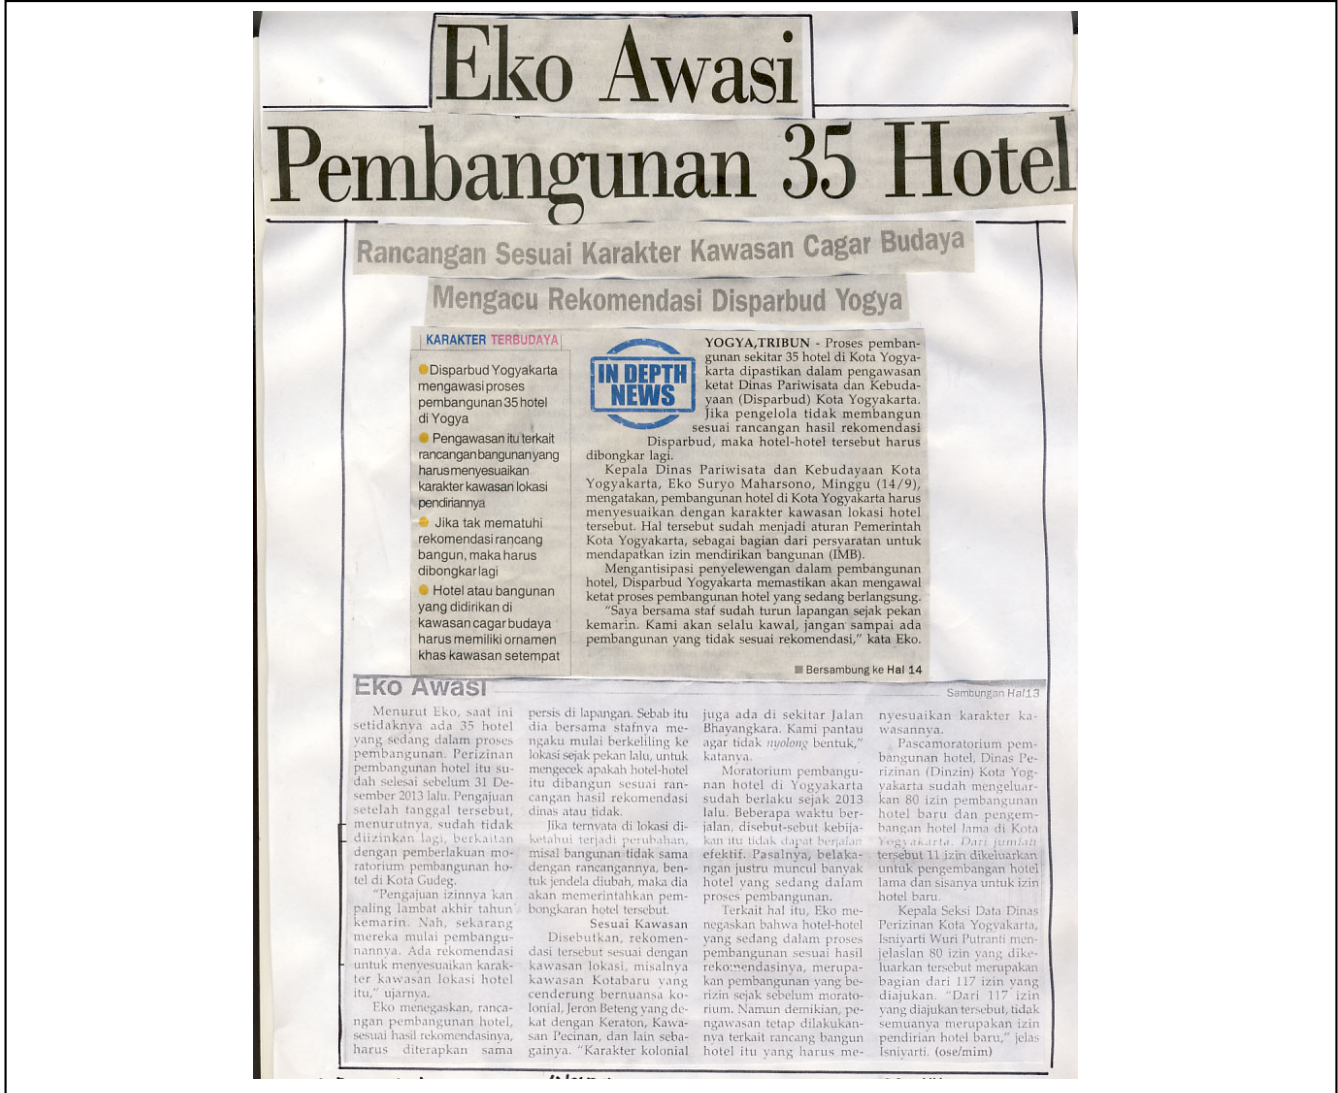 Eko Awasi
Pembangunan 35 Hotel
Rancangan Sesuai Karakter Kawasan Cagar Budaya
Mengacu Rekomendasi Disparbud Yogya
KARAKTER TERBUDAYA
Disparbud Yogyakarta
mengawasi proses
pembangunan 35 hotel
di Yogya
Pengawasan itu terkait
rancangan bangunan yang
harus menyesuaikan
karakter kawasan lokasi
pendiriannya
Jika tak mematuhi
rekomendasi rancang
bangun, maka harus
dibongkar lagi
Hotel atau bangunan
yang didirikan di
kawasan cagar budaya
harus memiliki ornamen
khas kawasan setempat
IN DEPTH
NEWS
YOGYA,TRIBUN - Proses pemban-
gunan sekitar 35 hotel di Kota Yogya-
karta dipastikan dalam pengawasan
ketat Dinas Pariwisata dan Kebuda-
yaan (Disparbud) Kota Yogyakarta.
Jika pengelola tidak membangun
sesuai rancangan hasil rekomendasi
Disparbud, maka hotel-hotel tersebut harus
dibongkar lagi.
Kepala Dinas Pariwisata dan Kebudayaan Kota
Yogyakarta, Eko Suryo Maharsono, Minggu (14/9),
mengatakan, pembangunan hotel di Kota Yogyakarta harus
menyesuaikan dengan karakter kawasan lokasi hotel
tersebut. Hal tersebut sudah menjadi aturan Pemerintah
Kota Yogyakarta, sebagai bagian dari persyaratan untuk
mendapatkan izin mendirikan bangunan (IMB).
Mengantisipasi penyelewengan dalam pembangunan
hotel, Disparbud Yogyakarta memastikan akan mengawal
ketat proses pembangunan hotel yang sedang berlangsung.
"Saya bersama staf sudah turun lapangan sejak pekan
kemarin. Kami akan selalu kawal, jangan sampai ada
pembangunan yang tidak sesuai rekomendasi," kata Eko.
Bersambung ke Hal 14
Eko Awasi
Sambungan Hal 13
Menurut Eko, saat ini
setidaknya ada 35 hotel
yang sedang dalam proses
pembangunan. Perizinan
pembangunan hotel itu su-
dah selesai sebelum 31 De-
sember 2013 lalu. Pengajuan
setelah tanggal tersebut,
menurutnya, sudah tidak
diizinkan lagi, berkaitan
dengan pemberlakuan mo-
ratorium pembangunan ho-
tel di Kota Gudeg.
"Pengajuan izinnya kan
paling lambat akhir tahun
kemarin. Nah, sekarang
mereka mulai pembangu-
nannya. Ada rekomendasi
untuk menyesuaikan karak-
ter kawasan lokasi hotel
itu," ujarnya.
Eko menegaskan, ranca-
ngan pembangunan hotel,
sesuai hasil rekomendasinya,
harus diterapkan sama
persis di lapangan. Sebab itu
dia bersama stafnya me-
ngaku mulai berkeliling ke
lokasi sejak pekan lalu, untuk
mengecek apakah hotel-hotel
itu dibangun sesuai ran-
cangan hasil rekomendasi
dinas atau tidak.
Jika ternyata di lokasi di-
ketahui terjadi perubahan,
misal bangunan tidak sama
dengan rancangannya, ben-
tuk jendela diubah, maka dia
akan memerintahkan pem-
bongkaran hotel tersebut.
Sesuai Kawasan
Disebutkan, rekomen-
dasi tersebut sesuai dengan
kawasan lokasi, misalnya
kawasan Kotabaru yang
cenderung bernuansa ko-
lonial, Jeron Beteng yang de-
kat dengan Keraton, Kawa-
san Pecinan, dan lain seba-
gainya. "Karakter kolonial
juga ada di sekitar Jalan
Bhayangkara. Kami pantau
agar tidak nyolong bentuk,"
katanya.
Moratorium pembangu-
nan hotel di Yogyakarta
sudah berlaku sejak 2013
lalu. Beberapa waktu ber-
jalan, disebut-sebut kebija-
kan itu tidak dapat berjalan
efektif. Pasalnya, belaka-
ngan justru muncul banyak
hotel yang sedang dalam
proses pembangunan.
Terkait hal itu, Eko me-
negaskan bahwa hotel-hotel
yang sedang dalam proses
pembangunan sesuai hasil
rekomendasinya, merupa-
kan pembangunan yang be-
rizin sejak sebelum morato-
rium. Namun demikian, pe-
ngawasan tetap dilakukan-
nya terkait rancang bangun
hotel itu yang harus me-
nyesuaikan karakter ka-
wasannya.
Pascamoratorium pem-
bangunan hotel, Dinas Pe-
rizinan (Dinzin) Kota Yog-
yakarta sudah mengeluar-
kan 80 izin pembangunan
hotel baru dan pengem-
bangan hotel lama di Kota
Yogyakarta. Dari jumlah
tersebut 11 izin dikeluarkan
untuk pengembangan hotel
lama dan sisanya untuk izin
hotel baru.
Kepala Seksi Data Dinas
Perizinan Kota Yogyakarta,
Isniyarti Wuri Putranti men-
jelaslan 80 izin yang dike-
luarkan tersebut merupakan
bagian dari 117 izin yang
diajukan. "Dari 117 izin
yang diajukan tersebut, tidak
semuanya merupakan izin
pendirian hotel baru," jelas
Isniyarti. (ose/mim)